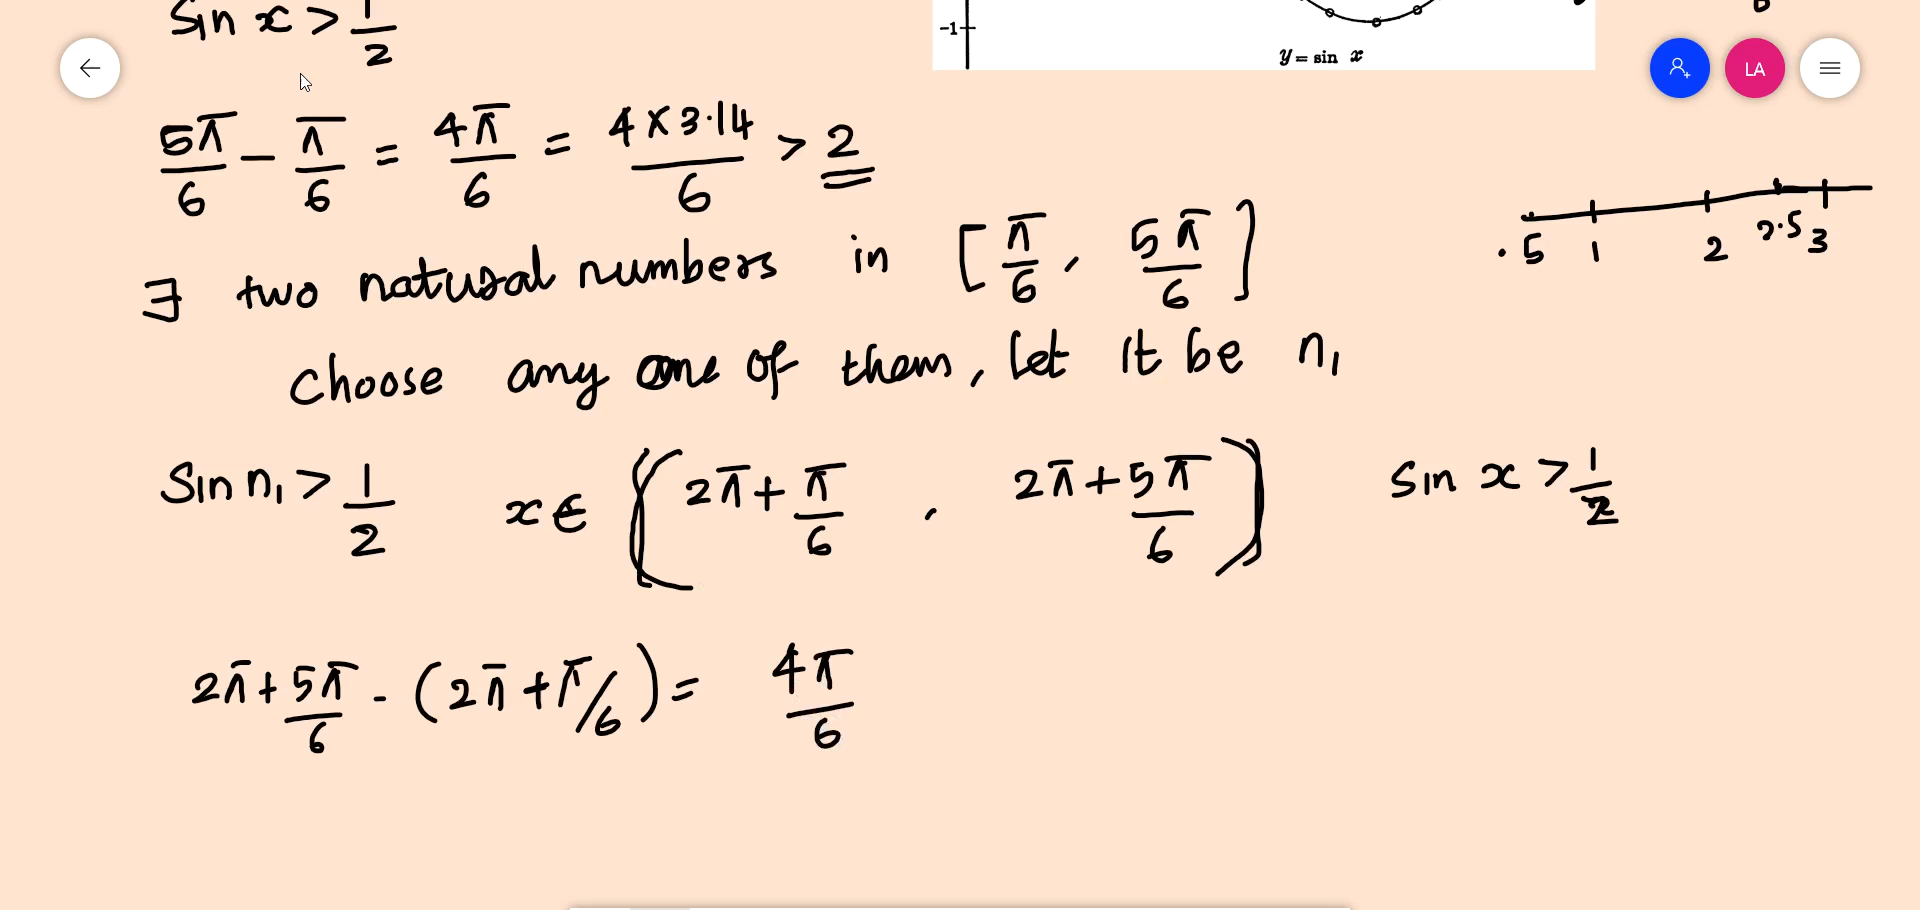 Sin x > 1/2
-1
y = sin x
LA
5π/6 - π/6 = 4π/6 = 4 x 3.14/6 > 2
.5 1 2 2.5 3
∃ two natural numbers in [π/6, 5π/6]
choose any one of them, let it be n₁
Sin n₁ > 1/2 x ∈ (2π + π/6, 2π + 5π/6) sin x > 1/2
2π + 5π/6 - (2π + π/6) = 4π/6